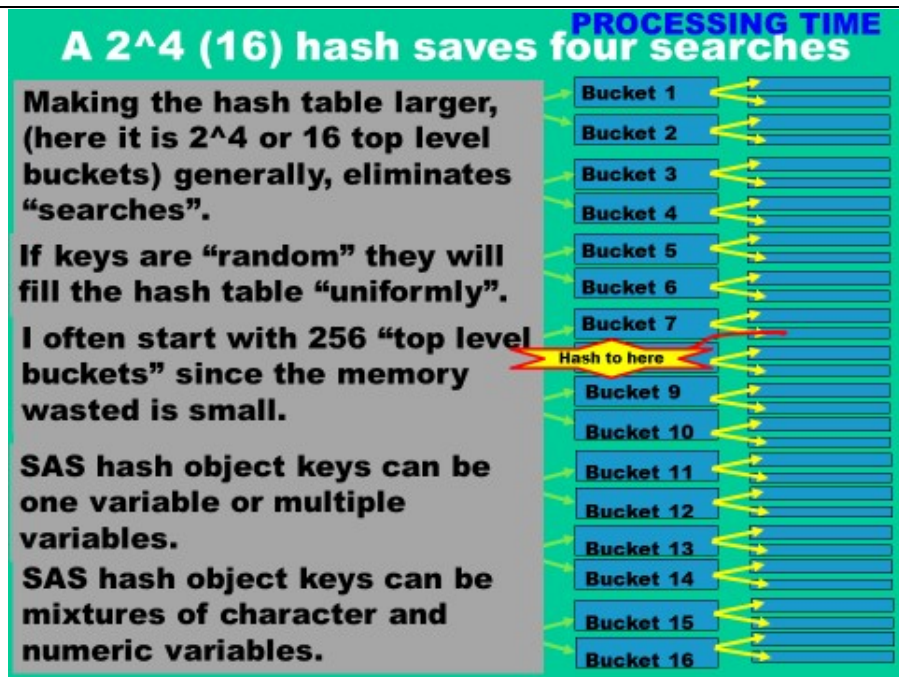 PROCESSING TIME
A 2^4 (16) hash saves four searches
Making the hash table larger,
(here it is 2^4 or 16 top level
buckets) generally, eliminates
“searches”.
If keys are “random” they will
fill the hash table “uniformly”.
I often start with 256 “top level
buckets” since the memory
wasted is small.
SAS hash object keys can be
one variable or multiple
variables.
SAS hash object keys can be
mixtures of character and
numeric variables.
Bucket 1
Bucket 2
Bucket 3
Bucket 4
Bucket 5
Bucket 6
Bucket 7
Hash to here
Bucket 9
Bucket 10
Bucket 11
Bucket 12
Bucket 13
Bucket 14
Bucket 15
Bucket 16